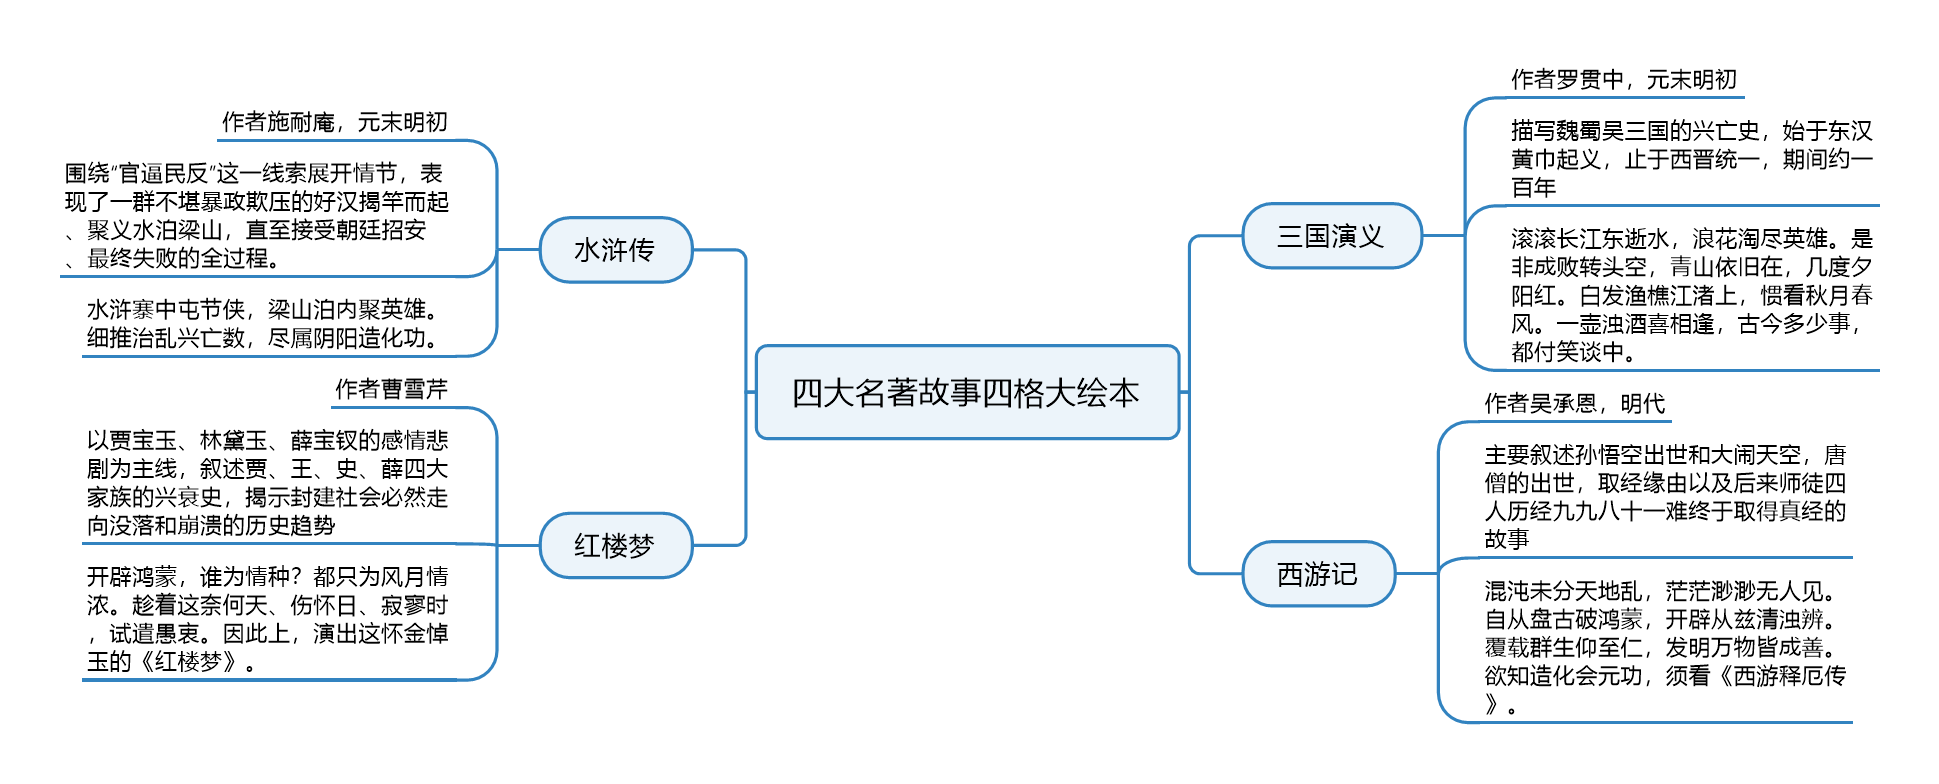 四大名著故事四格大绘本
三国演义
作者罗贯中，元末明初
描写魏蜀吴三国的兴亡史，始于东汉
黄巾起义，止于西晋统一，期间约一
百年
滚滚长江东逝水，浪花淘尽英雄。是
非成败转头空，青山依旧在，几度夕
阳红。白发渔樵江渚上，惯看秋月春
风。一壶浊酒喜相逢，古今多少事，
都付笑谈中。
西游记
作者吴承恩，明代
主要叙述孙悟空出世和大闹天空，唐
僧的出世，取经缘由以及后来师徒四
人历经九九八十一难终于取得真经的
故事
混沌未分天地乱，茫茫渺渺无人见。
自从盘古破鸿蒙，开辟从兹清浊辨。
覆载群生仰至仁，发明万物皆成善。
欲知造化会元功，须看《西游释厄传
》。
水浒传
作者施耐庵，元末明初
围绕“官逼民反”这一线索展开情节，表
现了一群不堪暴政欺压的好汉揭竿而起
、聚义水泊梁山，直至接受朝廷招安
、最终失败的全过程。
水浒寨中屯节侠，梁山泊内聚英雄。
细推治乱兴亡数，尽属阴阳造化功。
红楼梦
作者曹雪芹
以贾宝玉、林黛玉、薛宝钗的感情悲
剧为主线，叙述贾、王、史、薛四大
家族的兴衰史，揭示封建社会必然走
向没落和崩溃的历史趋势
开辟鸿蒙，谁为情种？都只为风月情
浓。趁着这奈何天、伤怀日、寂寥时
，试遣愚衷。因此上，演出这怀金悼
玉的《红楼梦》。